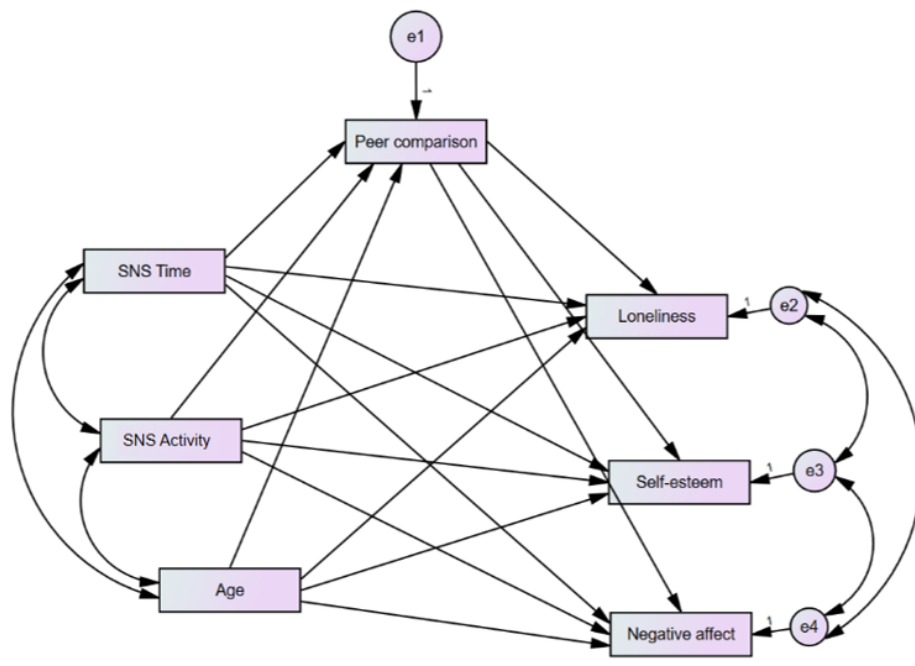 e1
1
Peer comparison
SNS Time
Loneliness
1
e2
SNS Activity
Self-esteem
1
e3
Age
Negative affect
1
e4